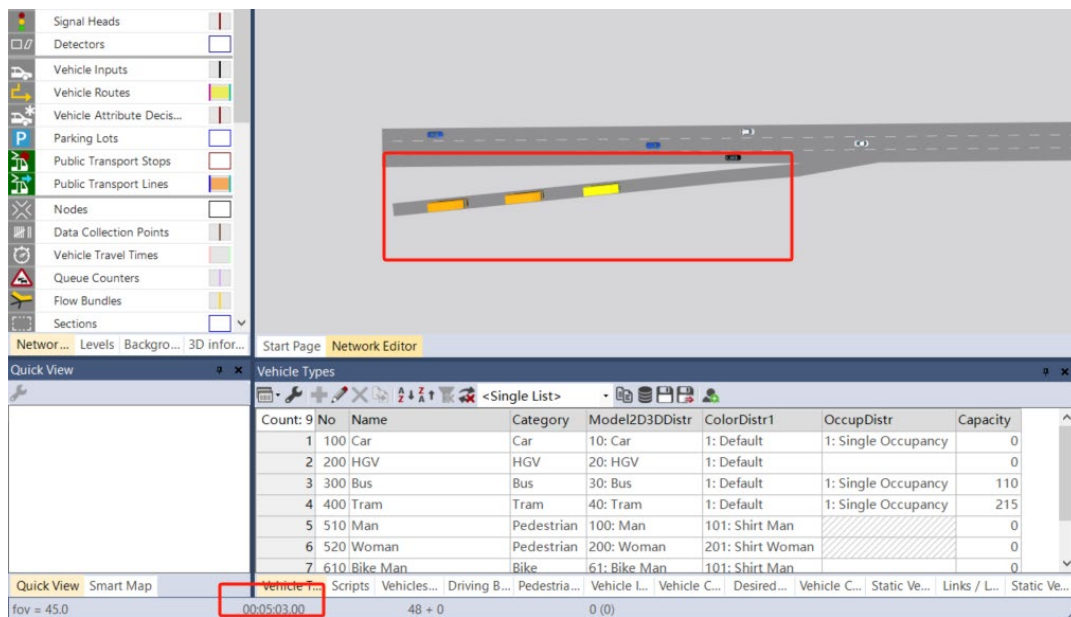 Signal Heads
Detectors
Vehicle Inputs
Vehicle Routes
Vehicle Attribute Decis...
Parking Lots
Public Transport Stops
Public Transport Lines
Nodes
Data Collection Points
Vehicle Travel Times
Queue Counters
Flow Bundles
Sections
Networ... Levels Backgro... 3D infor... Start Page Network Editor
Quick View Vehicle Types
<Single List>
Count: 9 No Name Category Model2D3DDistr ColorDistr1 OccupDistr Capacity
1 100 Car Car 10: Car 1: Default 1: Single Occupancy 0
2 200 HGV HGV 20: HGV 1: Default 0
3 300 Bus Bus 30: Bus 1: Default 1: Single Occupancy 110
4 400 Tram Tram 40: Tram 1: Default 1: Single Occupancy 215
5 510 Man Pedestrian 100: Man 101: Shirt Man 0
6 520 Woman Pedestrian 200: Woman 201: Shirt Woman 0
7 610 Bike Man Bike 61: Bike Man 101: Shirt Man 0
Quick View Smart Map Vehicle T... Scripts Vehicles... Driving B... Pedestria... Vehicle I... Vehicle C... Desired... Vehicle C... Static Ve... Links / L... Static Ve...
fov = 45.0 00:05:03.00 48 + 0 0 (0)